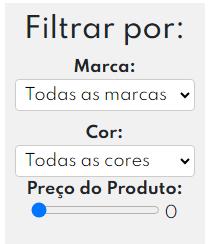 Filtrar por:
Marca:
Todas as marcas
Cor:
Todas as cores
Preço do Produto:
0